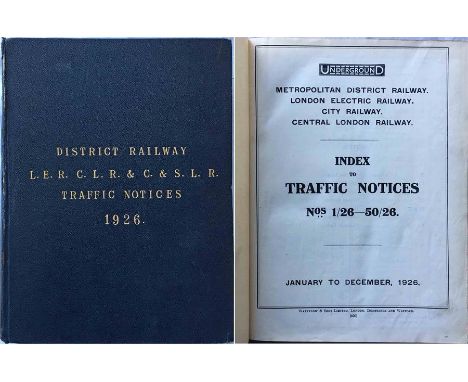 DISTRICT RAILWAY
L. E. R. C. L. R. & C. & S. L. R.
TRAFFIC NOTICES
1926.
UNDERGROUND
METROPOLITAN DISTRICT RAILWAY.
LONDON ELECTRIC RAILWAY.
CITY RAILWAY.
CENTRAL LONDON RAILWAY.
INDEX
TO
TRAFFIC NOTICES
Nos 1/26—50/26.
JANUARY TO DECEMBER, 1926.